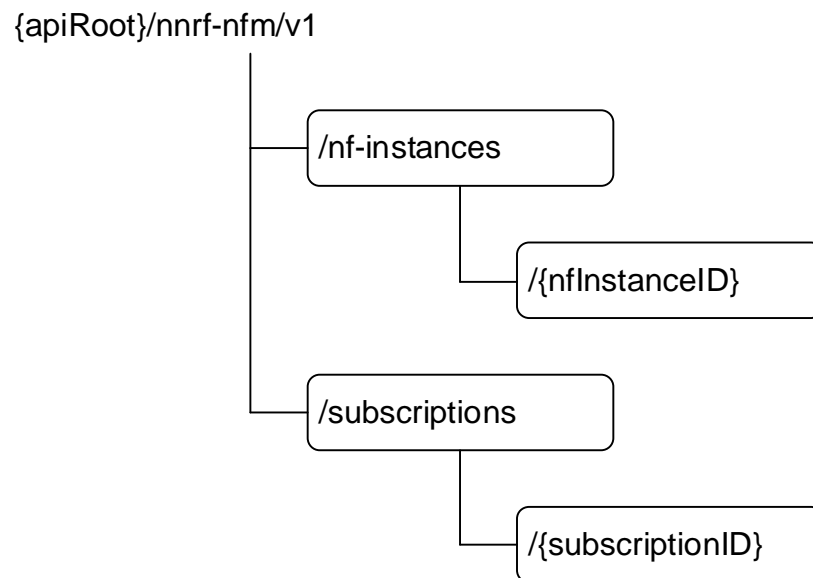 {apiRoot}/nnrf-nfm/v1
/nf-instances
/{nfInstanceID}
/subscriptions
/{subscriptionID}